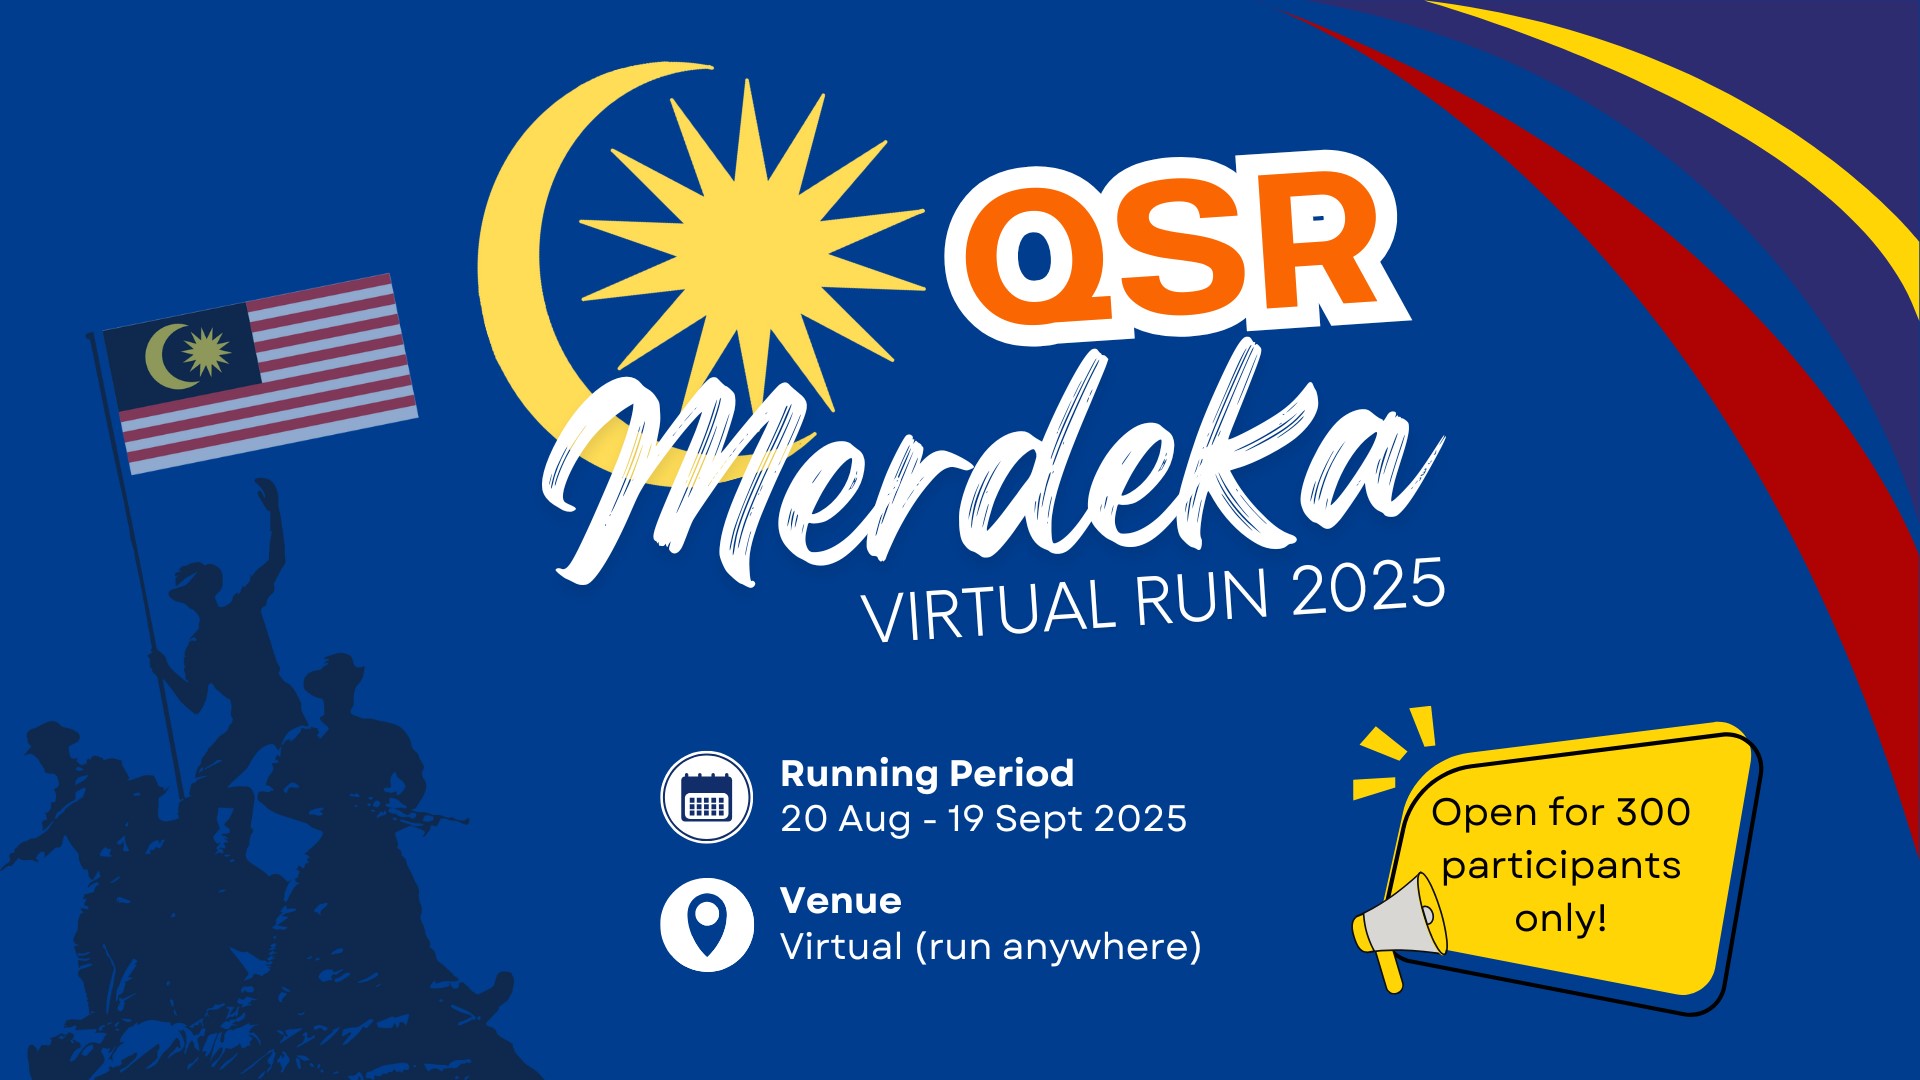 QSR
Merdeka
VIRTUAL RUN 2025
Running Period
20 Aug - 19 Sept 2025
Venue
Virtual (run anywhere)
Open for 300
participants
only!